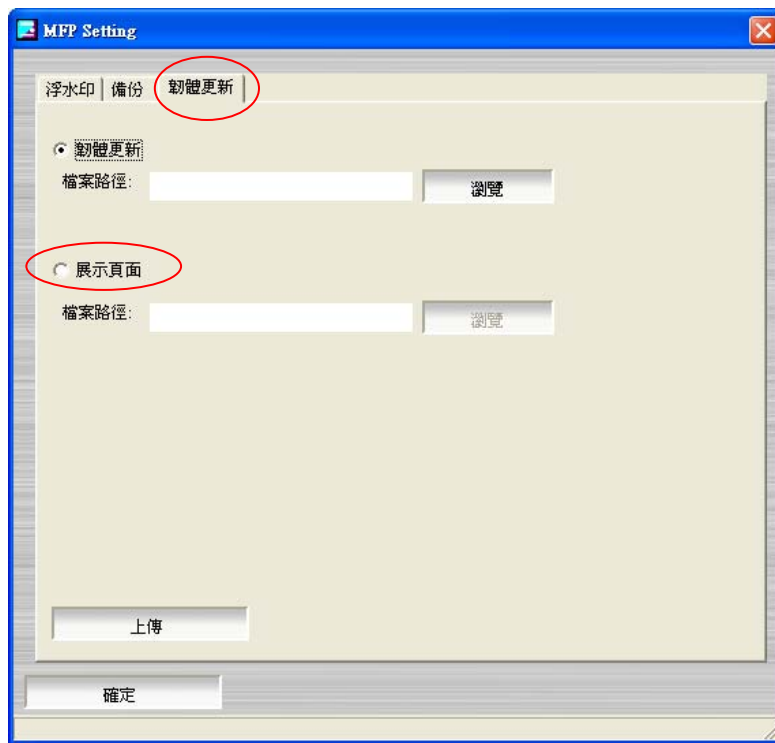 MFP Setting
浮水印 備份 韌體更新
韌體更新
檔案路徑: 瀏覽
展示頁面
檔案路徑: 瀏覽
上傳
確定